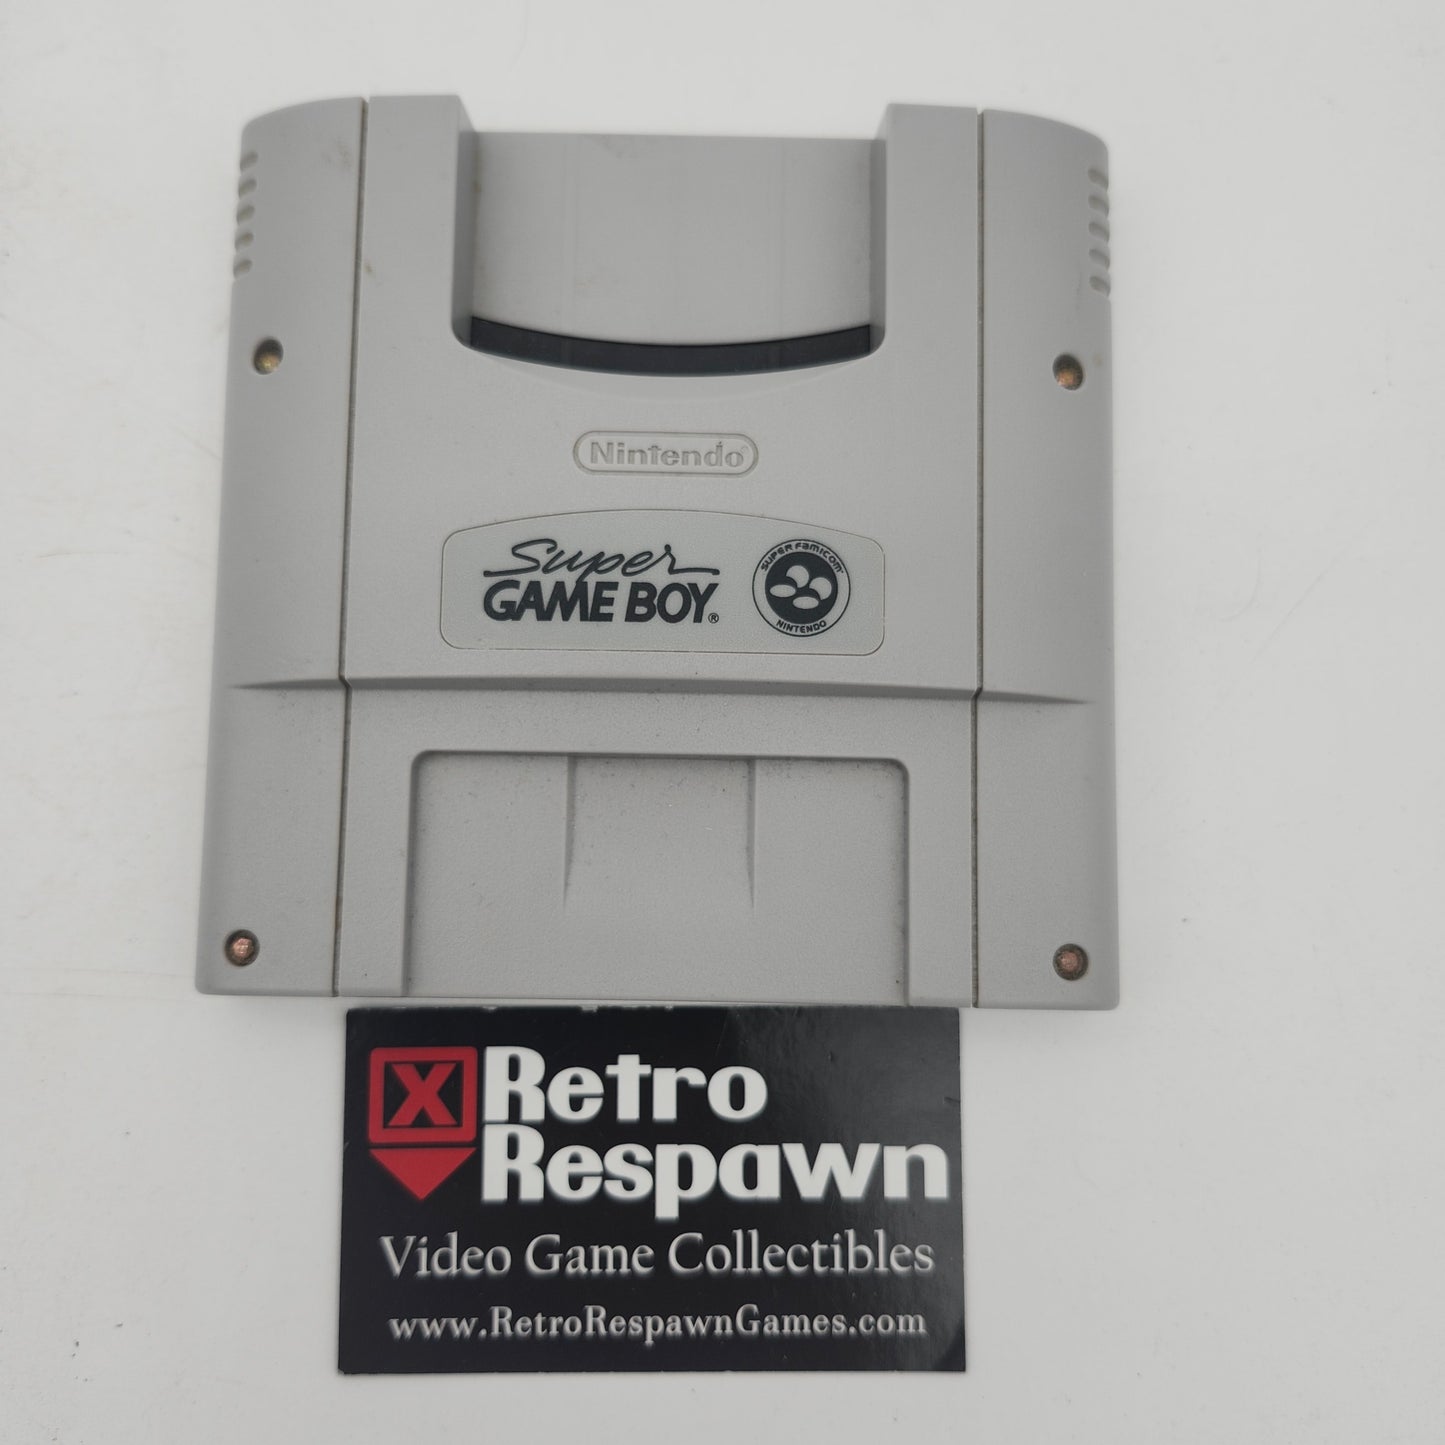 Nintendo®
Super
GAME BOY®
SUPER FAMICOM
NINTENDO
X Retro
Respawn
Video Game Collectibles
www.RetroRespawnGames.com